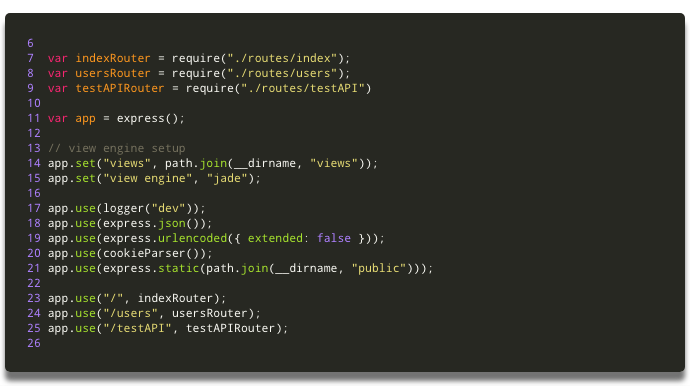 6
7 var indexRouter = require("./routes/index");
8 var usersRouter = require("./routes/users");
9 var testAPIRouter = require("./routes/testAPI")
10
11 var app = express();
12
13 // view engine setup
14 app.set("views", path.join(__dirname, "views"));
15 app.set("view engine", "jade");
16
17 app.use(logger("dev"));
18 app.use(express.json());
19 app.use(express.urlencoded({ extended: false }));
20 app.use(cookieParser());
21 app.use(express.static(path.join(__dirname, "public")));
22
23 app.use("/", indexRouter);
24 app.use("/users", usersRouter);
25 app.use("/testAPI", testAPIRouter);
26